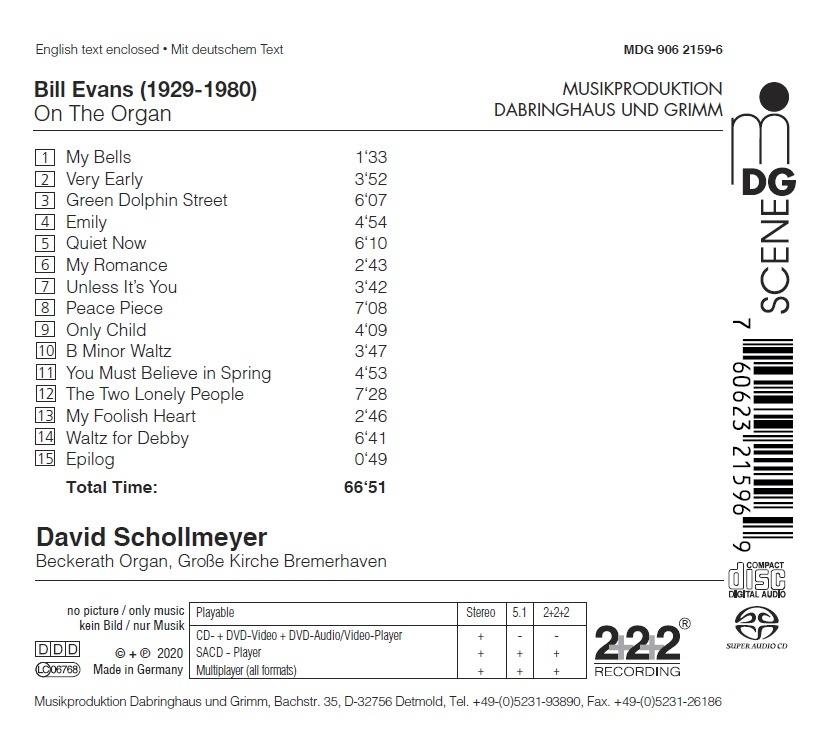 English text enclosed • Mit deutschem Text
MDG 906 2159-6
Bill Evans (1929-1980)
On The Organ
MUSIKPRODUKTION
DABRINGHAUS UND GRIMM
mDG
SCENE
1 My Bells 1‘33
2 Very Early 3‘52
3 Green Dolphin Street 6‘07
4 Emily 4‘54
5 Quiet Now 6‘10
6 My Romance 2‘43
7 Unless It’s You 3‘42
8 Peace Piece 7‘08
9 Only Child 4‘09
10 B Minor Waltz 3‘47
11 You Must Believe in Spring 4‘53
12 The Two Lonely People 7‘28
13 My Foolish Heart 2‘46
14 Waltz for Debby 6‘41
15 Epilog 0‘49
Total Time: 66‘51
7 60623 21596 9
David Schollmeyer
Beckerath Organ, Große Kirche Bremerhaven
COMPACT
disc
DIGITAL AUDIO
SUPER AUDIO CD
no picture / only music
kein Bild / nur Musik
DDD
LC 06768
© + ℗ 2020
Made in Germany
Playable Stereo 5.1 2+2+2
CD- + DVD-Video + DVD-Audio/Video-Player + - -
SACD - Player + + +
Multiplayer (all formats) + + +
2+2+2®
RECORDING
Musikproduktion Dabringhaus und Grimm, Bachstr. 35, D-32756 Detmold, Tel. +49-(0)5231-93890, Fax. +49-(0)5231-26186